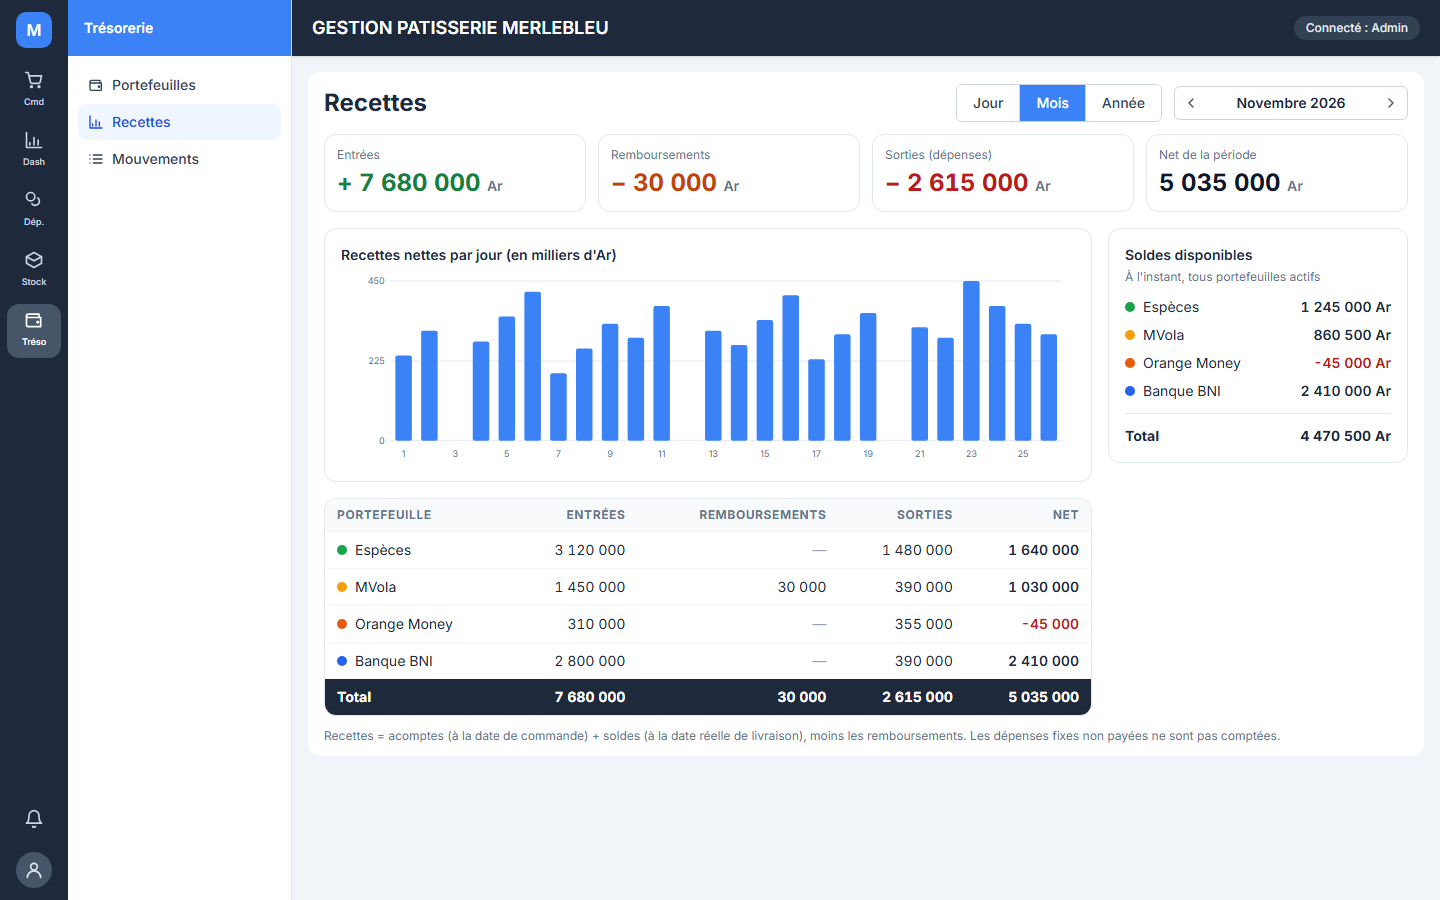 M
Cmd
Dash
Dép.
Stock
Tréso
Trésorerie
Portefeuilles
Recettes
Mouvements
GESTION PATISSERIE MERLEBLEU
Connecté : Admin
Recettes
Jour
Mois
Année
Novembre 2026
Entrées
+ 7 680 000 Ar
Remboursements
− 30 000 Ar
Sorties (dépenses)
− 2 615 000 Ar
Net de la période
5 035 000 Ar
Recettes nettes par jour (en milliers d'Ar)
450
225
0
1 3 5 7 9 11 13 15 17 19 21 23 25
Soldes disponibles
À l'instant, tous portefeuilles actifs
Espèces 1 245 000 Ar
MVola 860 500 Ar
Orange Money -45 000 Ar
Banque BNI 2 410 000 Ar
Total 4 470 500 Ar
PORTEFEUILLE ENTRÉES REMBOURSEMENTS SORTIES NET
Espèces 3 120 000 — 1 480 000 1 640 000
MVola 1 450 000 30 000 390 000 1 030 000
Orange Money 310 000 — 355 000 -45 000
Banque BNI 2 800 000 — 390 000 2 410 000
Total 7 680 000 30 000 2 615 000 5 035 000
Recettes = acomptes (à la date de commande) + soldes (à la date réelle de livraison), moins les remboursements. Les dépenses fixes non payées ne sont pas comptées.